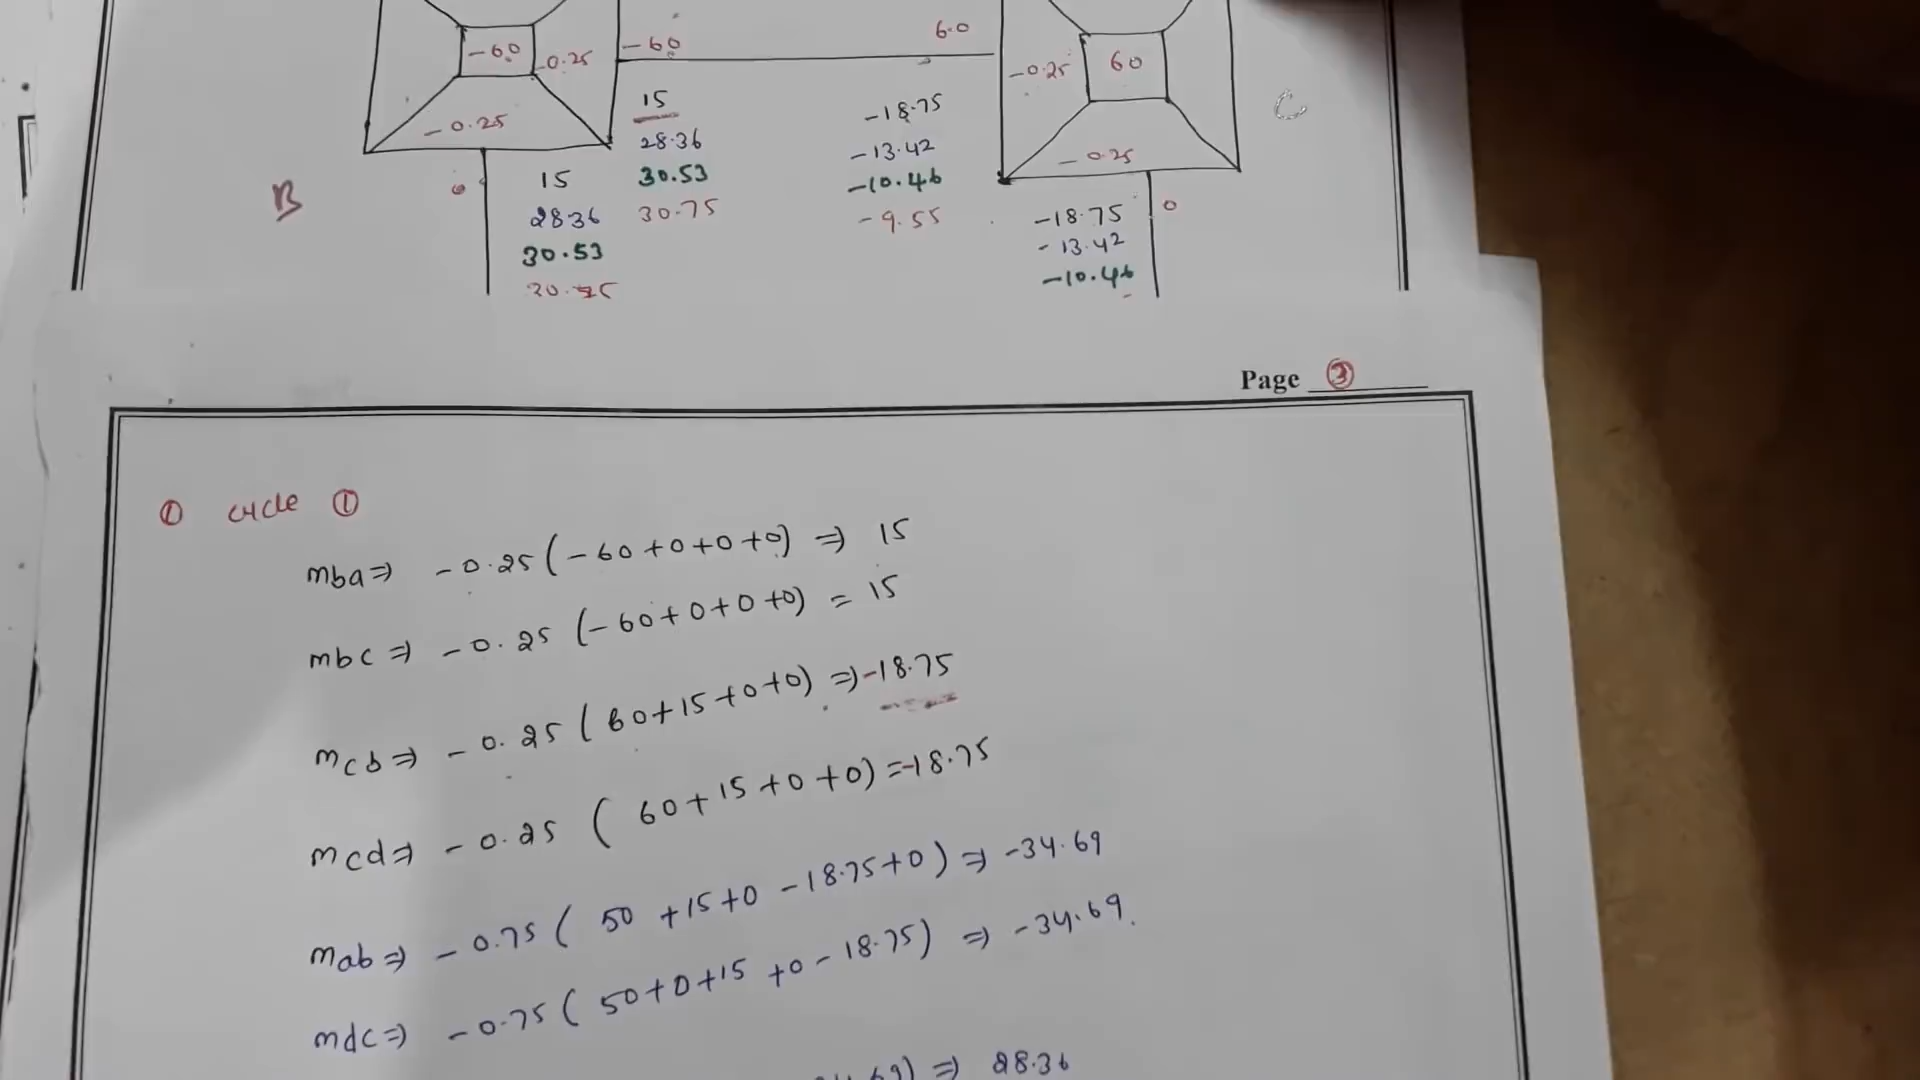 -60 -0.25 -60 6.0 -0.25 60
-0.25 15 -18.75 -0.25
28.36 -13.42
B 0 15 30.53 -10.46 -18.75 0
2836 30.75 -9.55 -13.42
30.53 -10.46
30.75
C
Page 3
① cycle ①
mba⇒ -0.25(-60+0+0+0) ⇒ 15
mbc⇒ -0.25(-60+0+0+0) = 15
mcb⇒ -0.25(60+15+0+0) ⇒-18.75
mcd⇒ -0.25(60+15+0+0)=-18.75
mab⇒ -0.75(50+15+0-18.75+0) ⇒ -34.69
mdc⇒ -0.75(50+0+15+0-18.75) ⇒ -34.69.
69) ⇒ 28.36